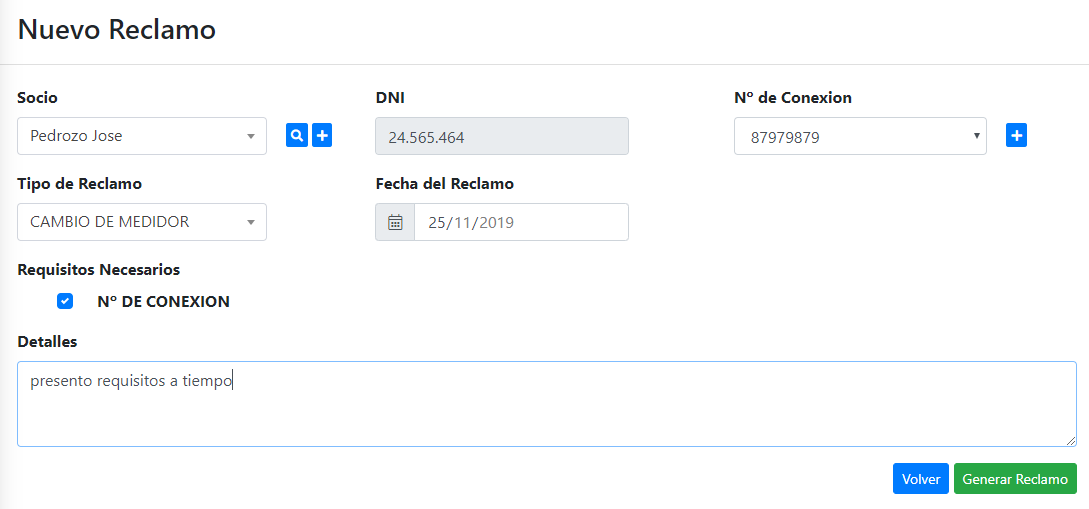 Nuevo Reclamo
Socio DNI Nº de Conexion
Pedrozo Jose 24.565.464 87979879
Tipo de Reclamo Fecha del Reclamo
CAMBIO DE MEDIDOR 25/11/2019
Requisitos Necesarios
Nº DE CONEXION
Detalles
presento requisitos a tiempo
Volver Generar Reclamo